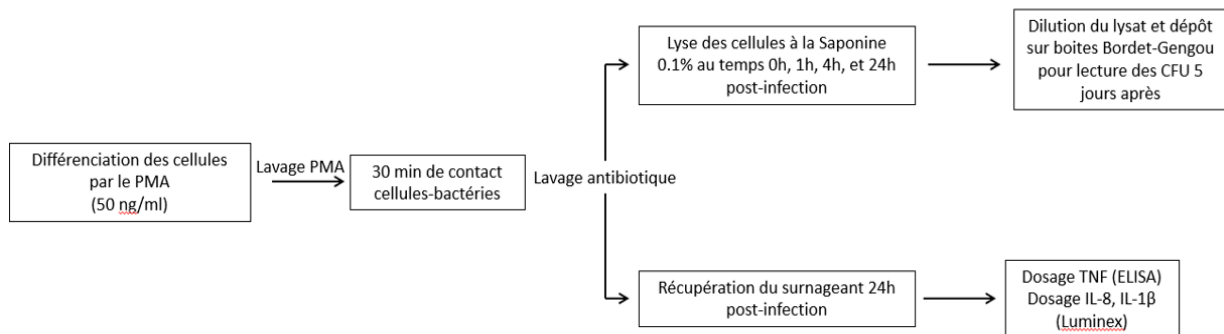 Différenciation des cellules
par le PMA
(50 ng/ml)
Lavage PMA
30 min de contact
cellules-bactéries
Lavage antibiotique
Lyse des cellules à la Saponine
0.1% au temps 0h, 1h, 4h, et 24h
post-infection
Dilution du lysat et dépôt
sur boites Bordet-Gengou
pour lecture des CFU 5
jours après
Récupération du surnageant 24h
post-infection
Dosage TNF (ELISA)
Dosage IL-8, IL-1β
(Luminex)